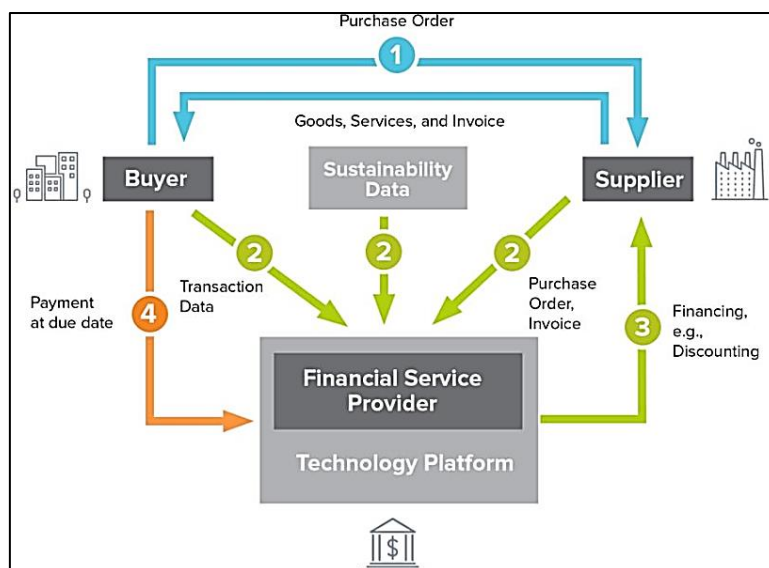 Purchase Order
1
Goods, Services, and Invoice
Buyer
Sustainability
Data
Supplier
2
2
2
Payment
at due date
4
Transaction
Data
Purchase
Order,
Invoice
3
Financing,
e.g.,
Discounting
Financial Service
Provider
Technology Platform
$